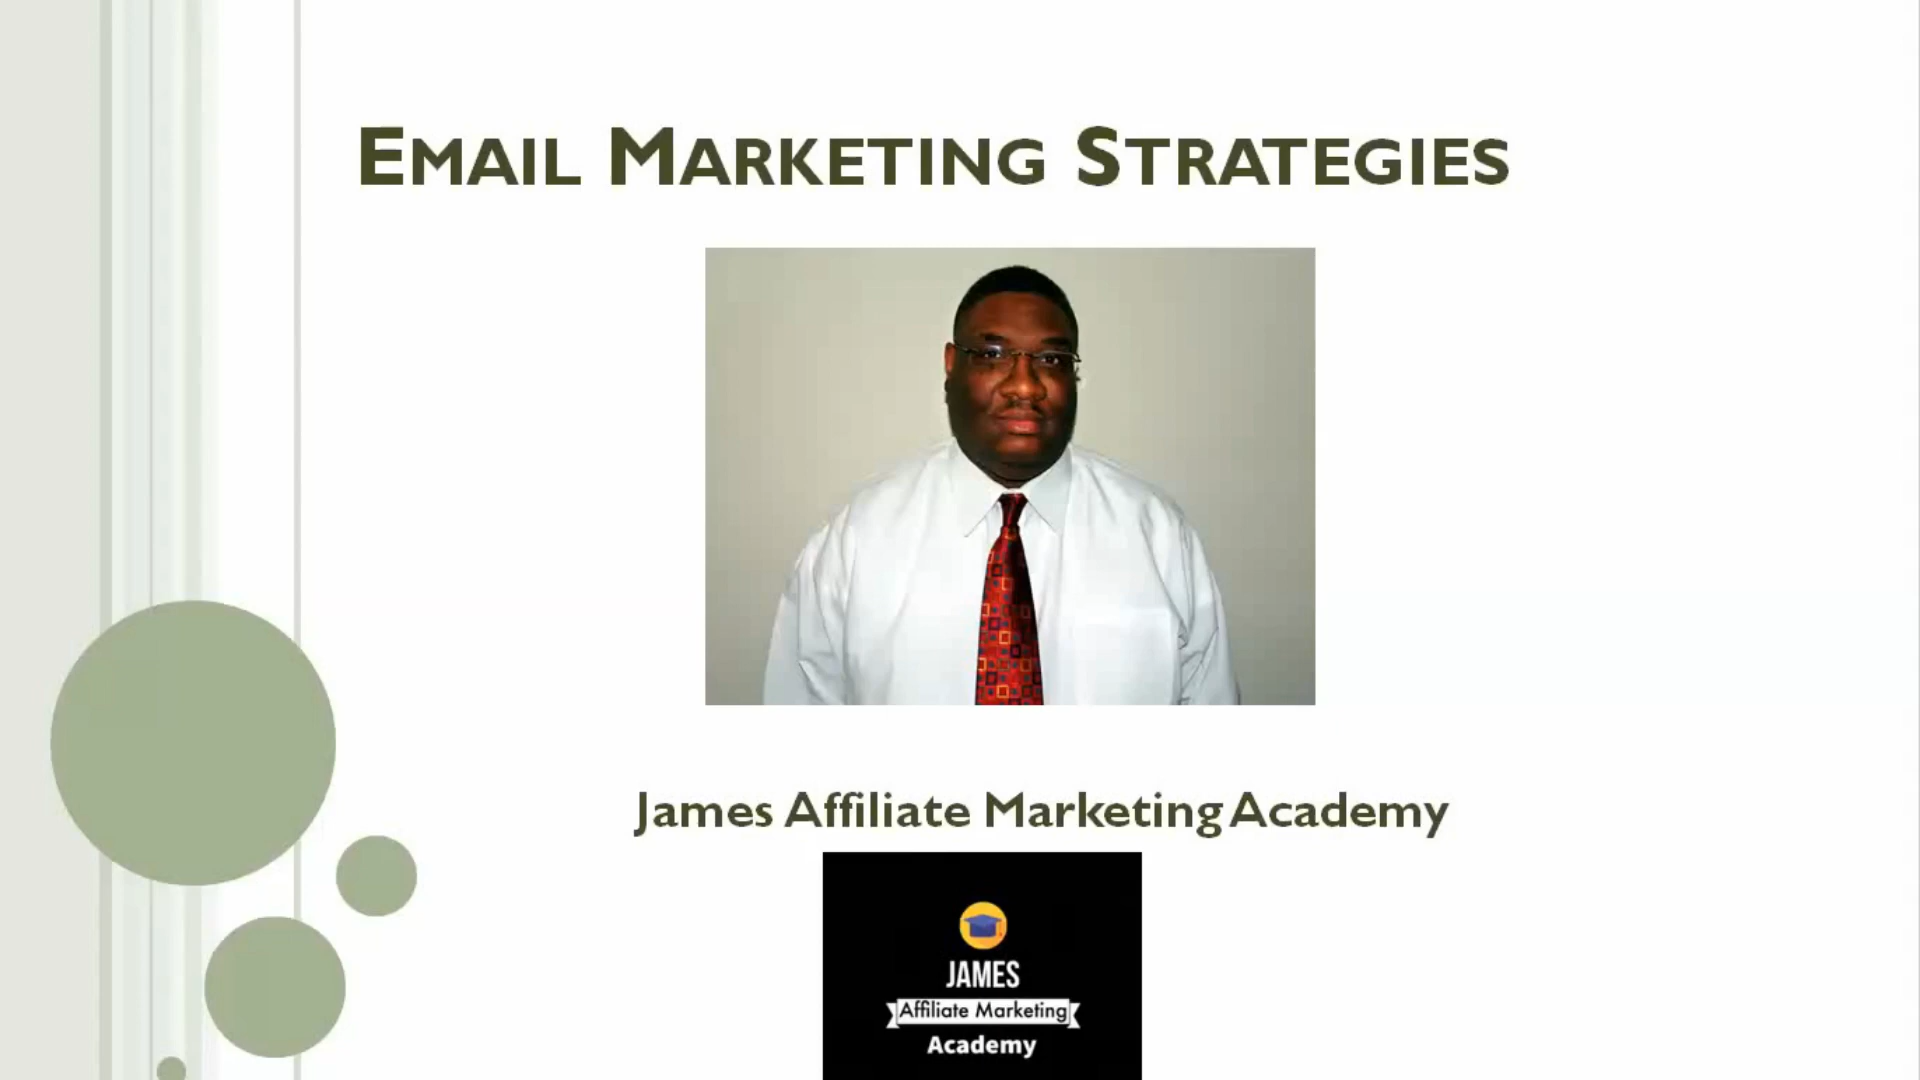 EMAIL MARKETING STRATEGIES
James Affiliate Marketing Academy
JAMES
Affiliate Marketing
Academy